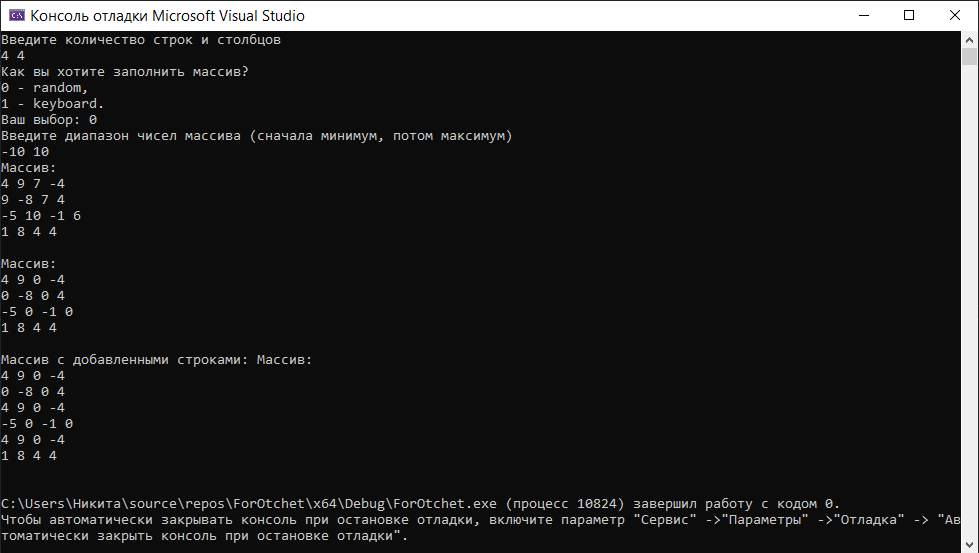 Консоль отладки Microsoft Visual Studio
Введите количество строк и столбцов
4 4
Как вы хотите заполнить массив?
0 - random,
1 - keyboard.
Ваш выбор: 0
Введите диапазон чисел массива (сначала минимум, потом максимум)
-10 10
Массив:
4 9 7 -4
9 -8 7 4
-5 10 -1 6
1 8 4 4
Массив:
4 9 0 -4
0 -8 0 4
-5 0 -1 0
1 8 4 4
Массив с добавленными строками: Массив:
4 9 0 -4
0 -8 0 4
4 9 0 -4
-5 0 -1 0
4 9 0 -4
1 8 4 4
C:\Users\Никита\source\repos\ForOtchet\x64\Debug\ForOtchet.exe (процесс 10824) завершил работу с кодом 0.
Чтобы автоматически закрывать консоль при остановке отладки, включите параметр "Сервис" ->"Параметры" ->"Отладка" -> "Ав
томатически закрыть консоль при остановке отладки".